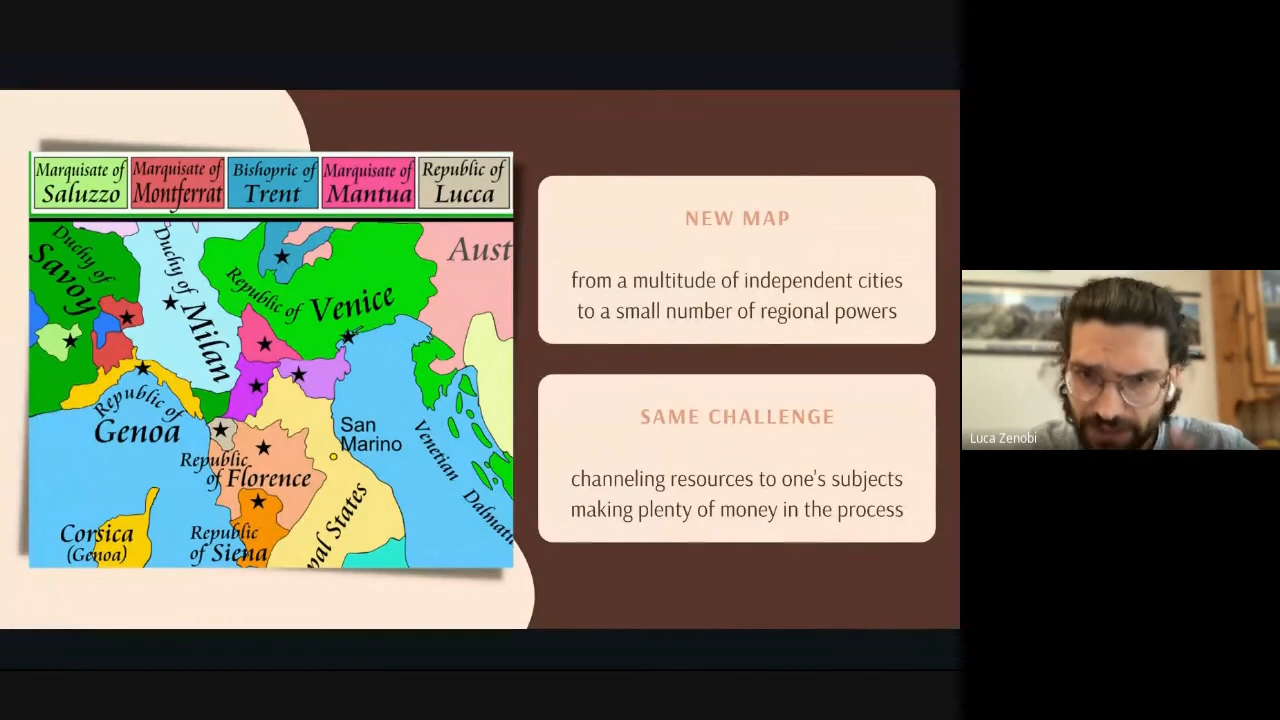 Marquisate of
Saluzzo
Marquisate of
Montferrat
Bishopric of
Trent
Marquisate of
Mantua
Republic of
Lucca
Duchy of
Savoy
Duchy of
Milan
Republic of
Venice
Aust
Republic of
Genoa
San
Marino
Republic
of Florence
Venetian
Dalmat
Corsica
(Genoa)
Republic
of Siena
pal States
NEW MAP
from a multitude of independent cities
to a small number of regional powers
SAME CHALLENGE
channeling resources to one's subjects
making plenty of money in the process
Luca Zenobi